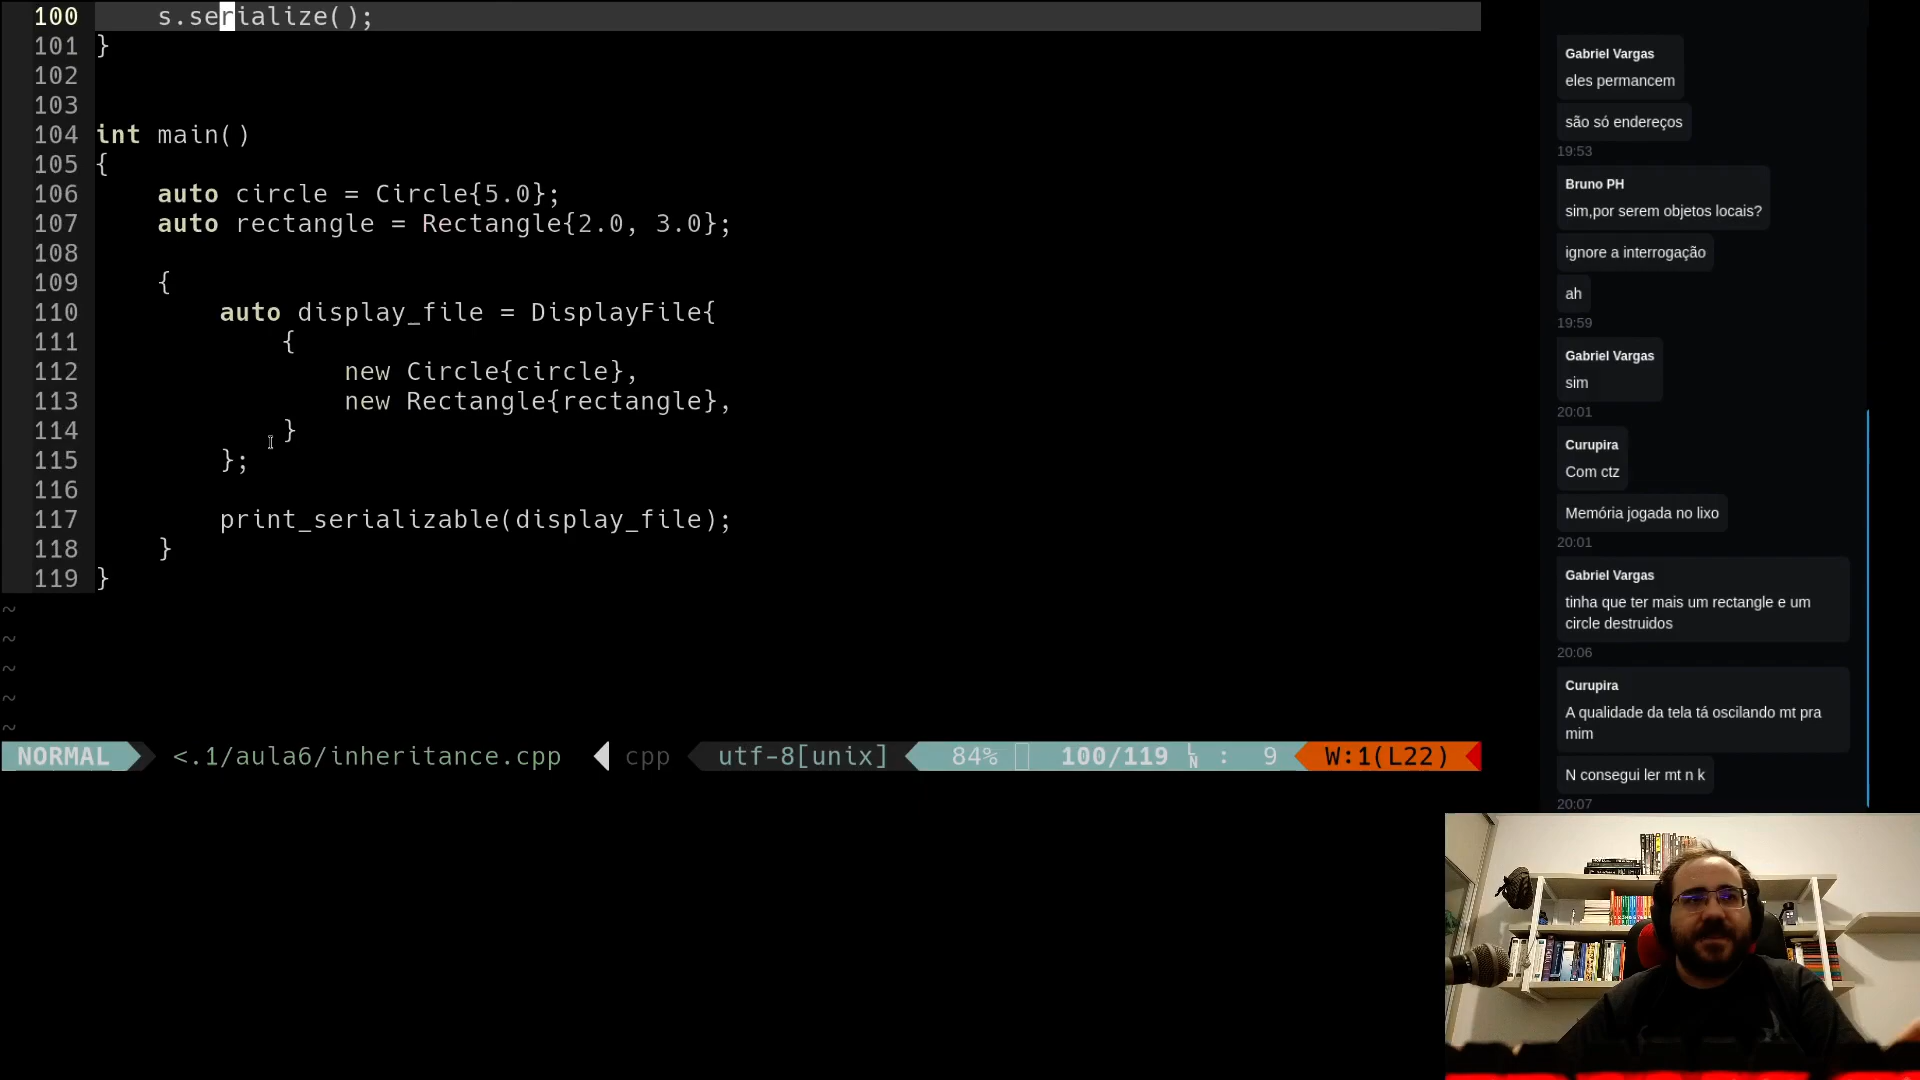 100     s.serialize();
101 }
102
103
104 int main()
105 {
106     auto circle = Circle{5.0};
107     auto rectangle = Rectangle{2.0, 3.0};
108
109     {
110         auto display_file = DisplayFile{
111             {
112                 new Circle{circle},
113                 new Rectangle{rectangle},
114             }
115         };
116
117         print_serializable(display_file);
118     }
119 }
~
~
~
~
~
NORMAL <.1/aula6/inheritance.cpp cpp utf-8[unix] 84% 100/119 LN : 9 W:1(L22)
Gabriel Vargas
eles permancem
são só endereços
19:53
Bruno PH
sim,por serem objetos locais?
ignore a interrogação
ah
19:59
Gabriel Vargas
sim
20:01
Curupira
Com ctz
Memória jogada no lixo
20:01
Gabriel Vargas
tinha que ter mais um rectangle e um
circle destruidos
20:06
Curupira
A qualidade da tela tá oscilando mt pra
mim
N consegui ler mt n k
20:07